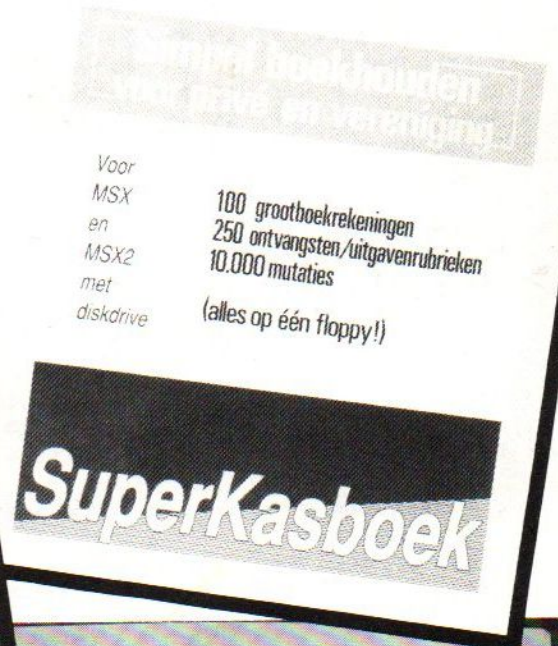 simpel boekhouden
voor privé en vereniging
Voor
MSX
en
MSX2
met
diskdrive
100 grootboekrekeningen
250 ontvangsten/uitgavenrubrieken
10.000 mutaties
(alles op één floppy!)
SuperKasboek